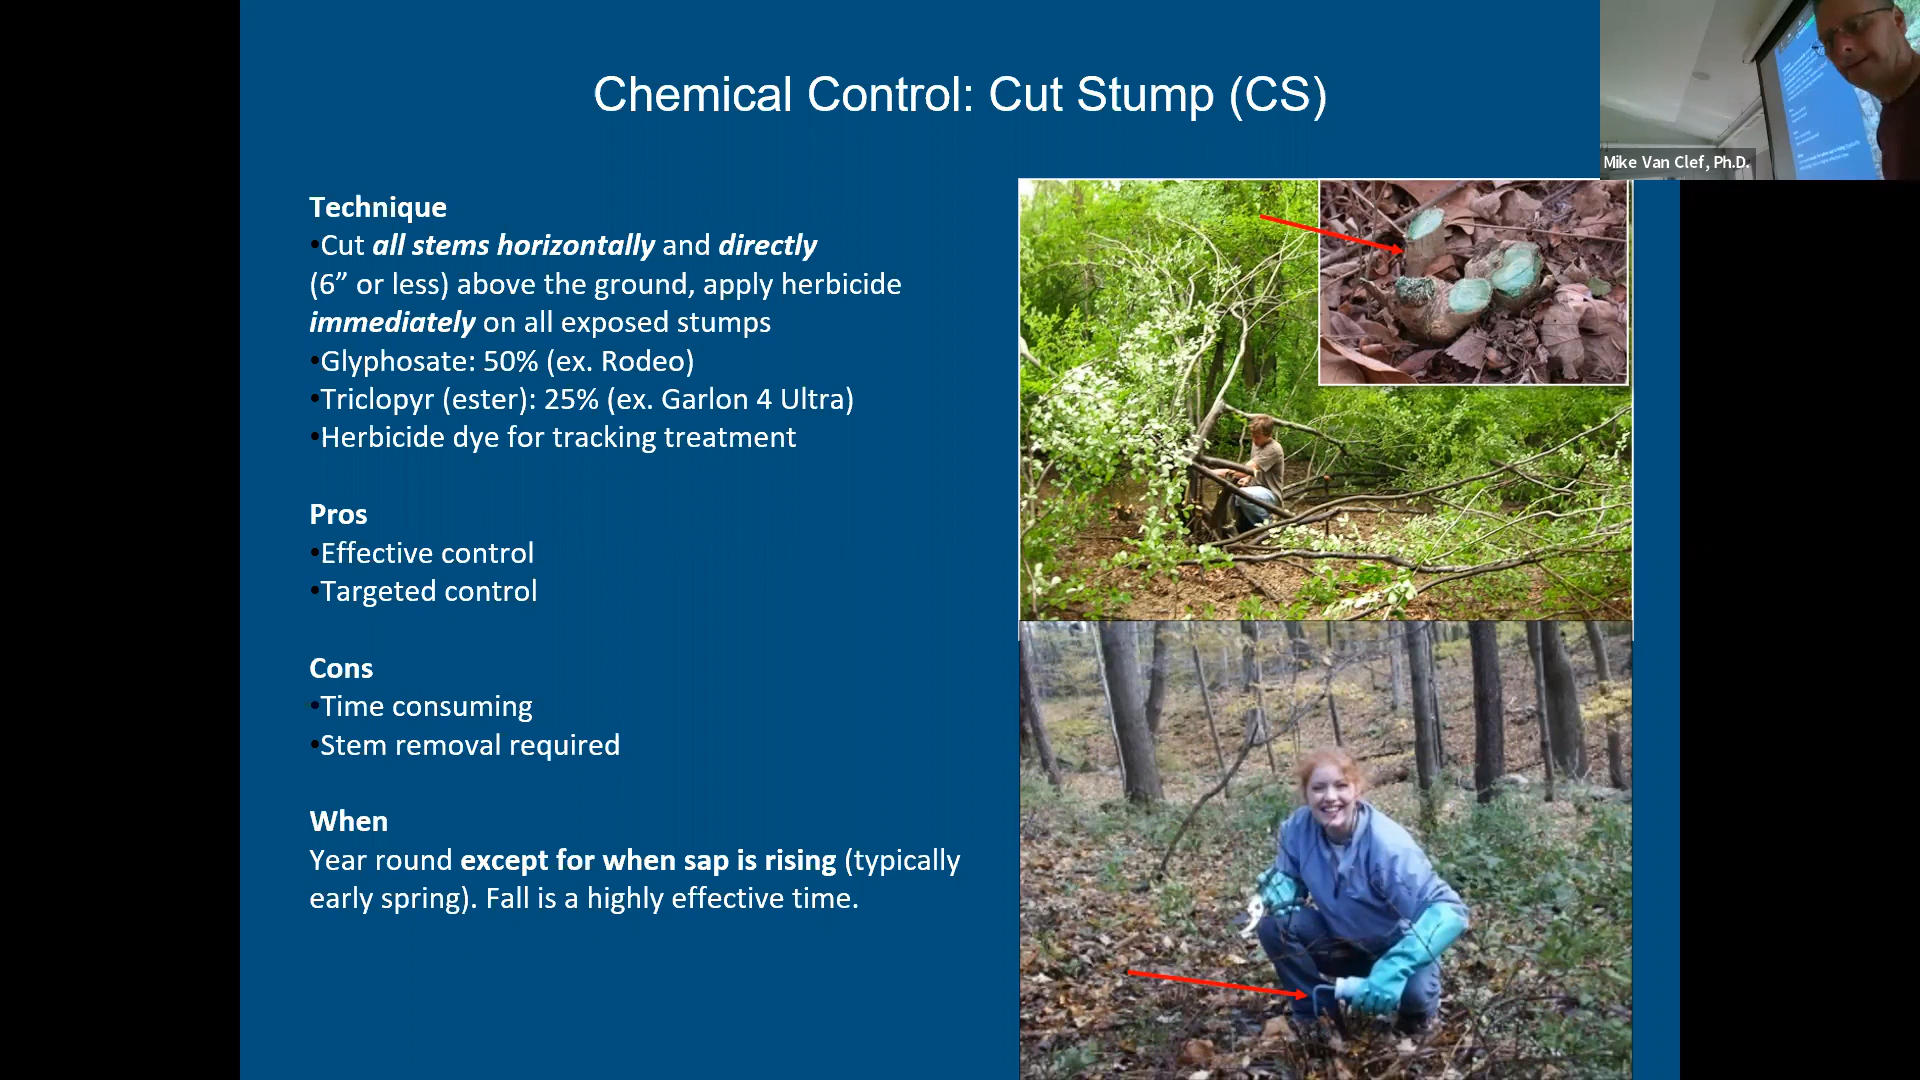 Chemical Control: Cut Stump (CS)
Mike Van Clef, Ph.D.
Technique
•Cut all stems horizontally and directly
(6” or less) above the ground, apply herbicide
immediately on all exposed stumps
•Glyphosate: 50% (ex. Rodeo)
•Triclopyr (ester): 25% (ex. Garlon 4 Ultra)
•Herbicide dye for tracking treatment
Pros
•Effective control
•Targeted control
Cons
•Time consuming
•Stem removal required
When
Year round except for when sap is rising (typically
early spring). Fall is a highly effective time.